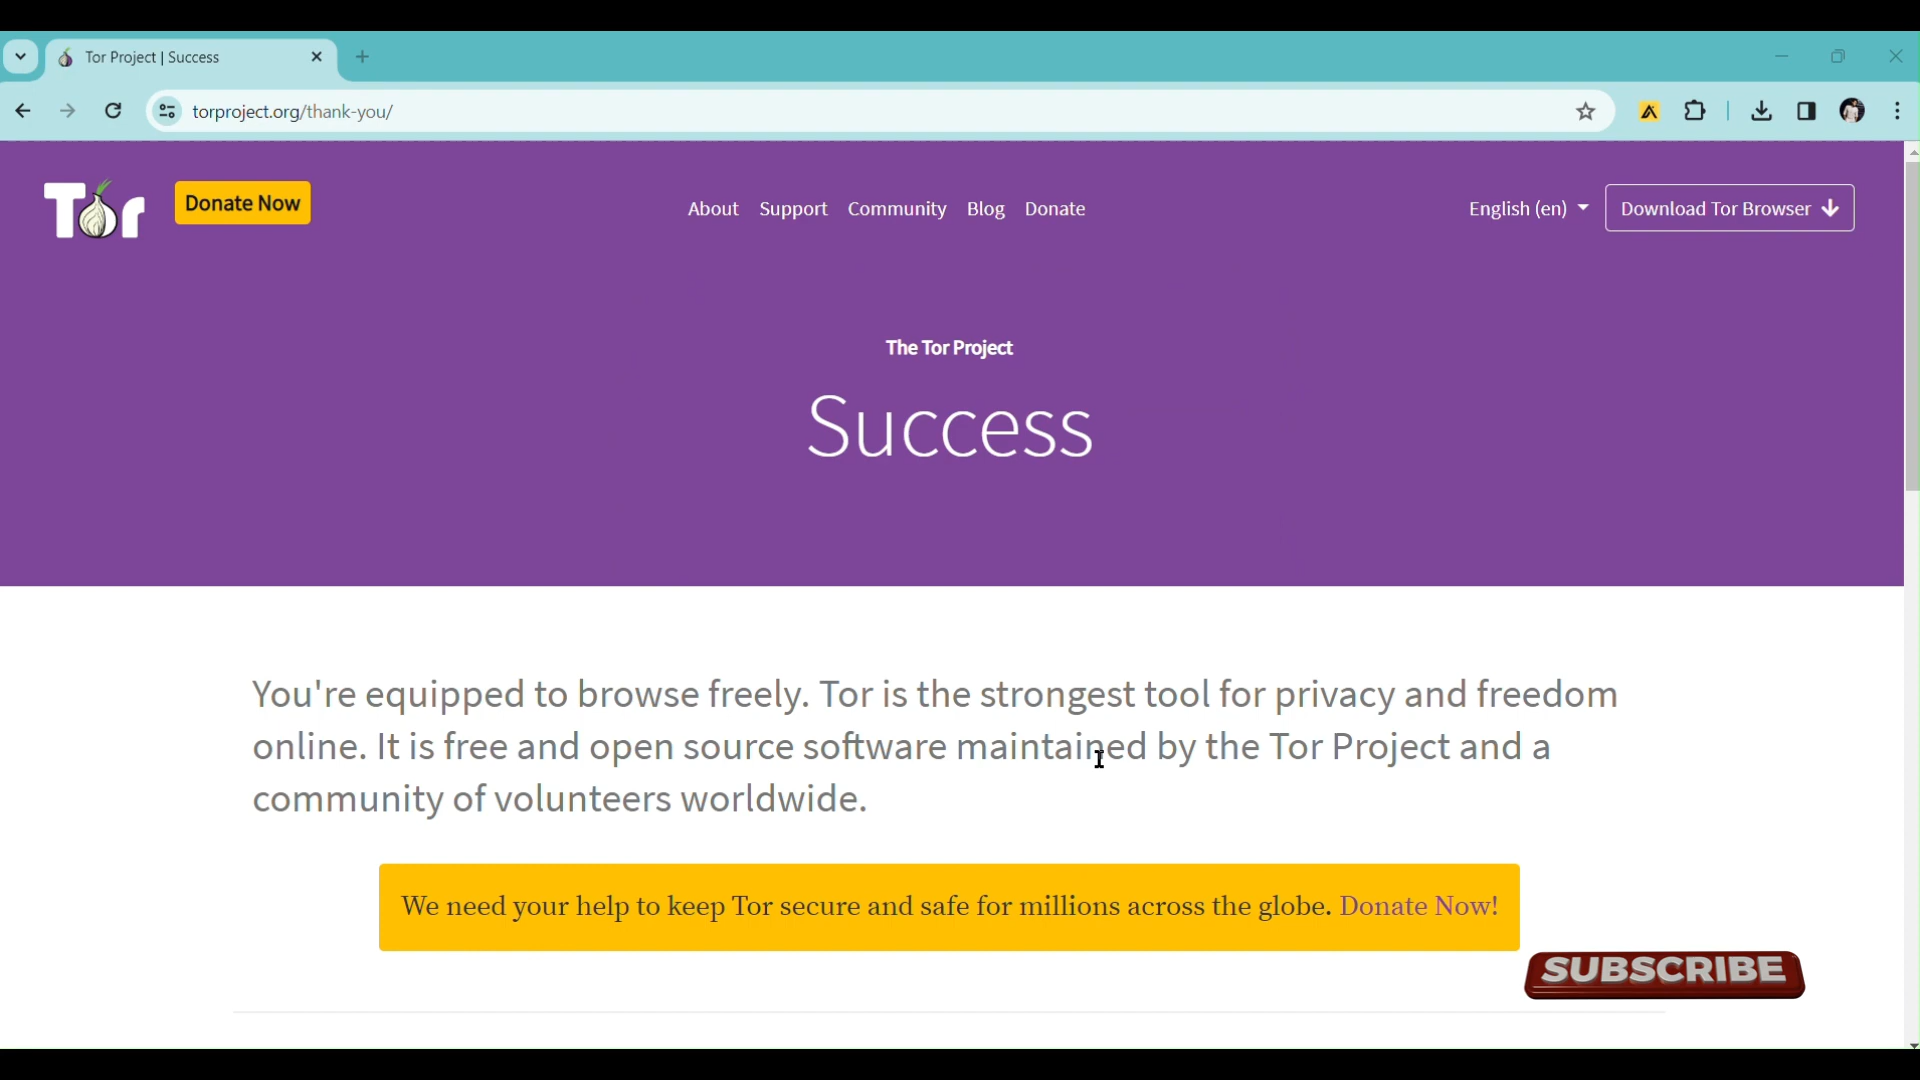 Tor Project | Success
torproject.org/thank-you/
Tor
Donate Now
About Support Community Blog Donate
English (en)
Download Tor Browser
The Tor Project
Success
You're equipped to browse freely. Tor is the strongest tool for privacy and freedom
online. It is free and open source software maintained by the Tor Project and a
community of volunteers worldwide.
We need your help to keep Tor secure and safe for millions across the globe. Donate Now!
SUBSCRIBE